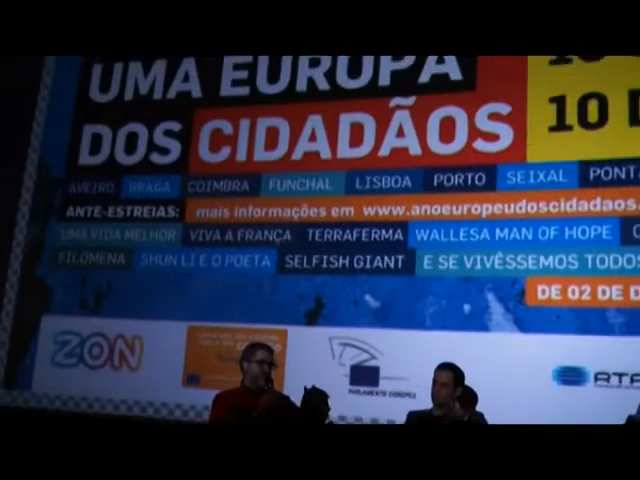 UMA EUROPA
DOS CIDADÃOS
10
10 D
AVEIRO BRAGA COIMBRA FUNCHAL LISBOA PORTO SEIXAL PONT
ANTE-ESTREIAS: mais informações em www.anoeuropeudoscidadaos.
UMA VIDA MELHOR VIVA A FRANÇA TERRAFERMA WALLESA MAN OF HOPE
FILOMENA SHUN LI E O POETA SELFISH GIANT E SE VIVÊSSEMOS TODOS
DE 02 DE D
ZON
PARLAMENTO EUROPEU
RTP